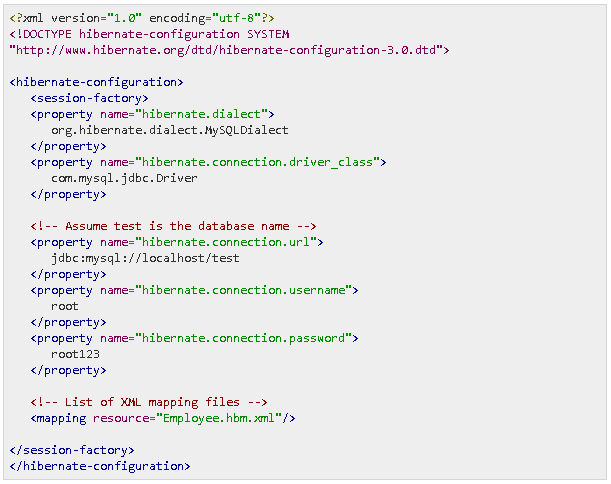 <?xml version="1.0" encoding="utf-8"?>
<!DOCTYPE hibernate-configuration SYSTEM
"http://www.hibernate.org/dtd/hibernate-configuration-3.0.dtd">
<hibernate-configuration>
<session-factory>
<property name="hibernate.dialect">
org.hibernate.dialect.MySQLDialect
</property>
<property name="hibernate.connection.driver_class">
com.mysql.jdbc.Driver
</property>
<!-- Assume test is the database name -->
<property name="hibernate.connection.url">
jdbc:mysql://localhost/test
</property>
<property name="hibernate.connection.username">
root
</property>
<property name="hibernate.connection.password">
root123
</property>
<!-- List of XML mapping files -->
<mapping resource="Employee.hbm.xml"/>
</session-factory>
</hibernate-configuration>